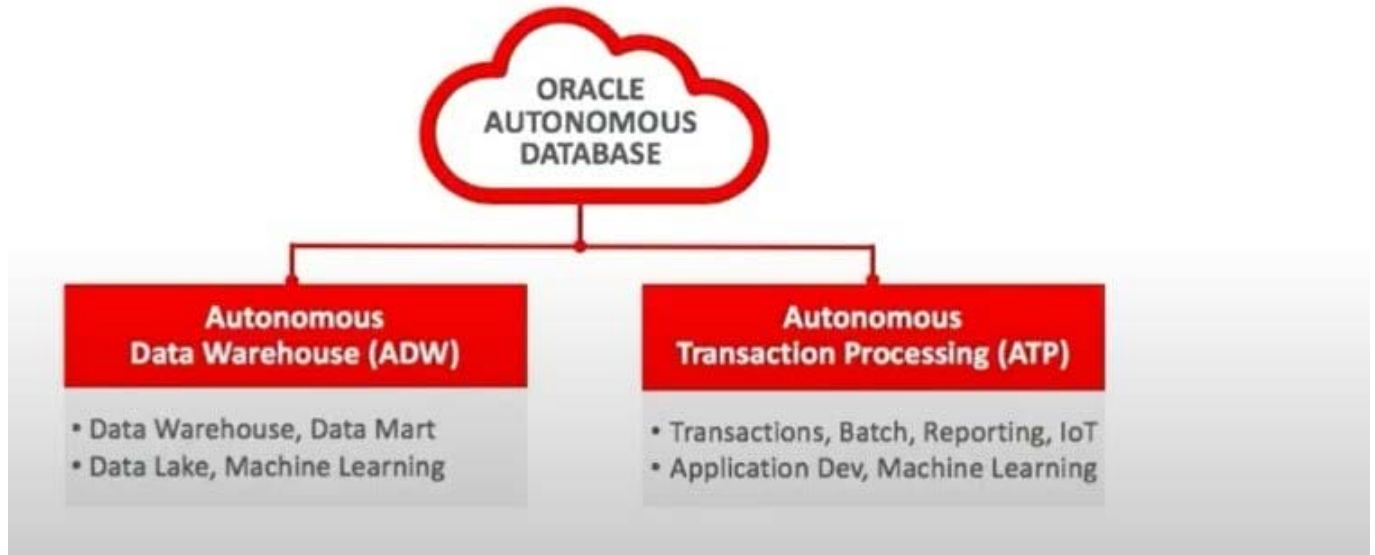 ORACLE
AUTONOMOUS
DATABASE
Autonomous
Data Warehouse (ADW)
• Data Warehouse, Data Mart
• Data Lake, Machine Learning
Autonomous
Transaction Processing (ATP)
• Transactions, Batch, Reporting, IoT
• Application Dev, Machine Learning